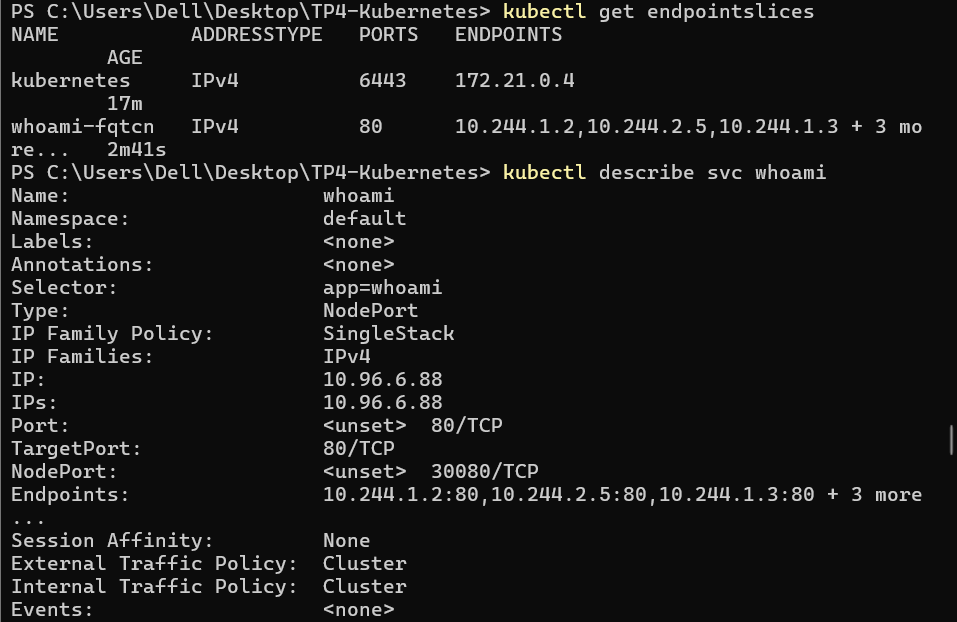 PS C:\Users\Dell\Desktop\TP4-Kubernetes> kubectl get endpointslices
NAME           ADDRESSTYPE   PORTS   ENDPOINTS
        AGE
kubernetes     IPv4          6443    172.21.0.4
        17m
whoami-fqtcn   IPv4          80      10.244.1.2,10.244.2.5,10.244.1.3 + 3 mo
re...   2m41s
PS C:\Users\Dell\Desktop\TP4-Kubernetes> kubectl describe svc whoami
Name:                     whoami
Namespace:                default
Labels:                   <none>
Annotations:              <none>
Selector:                 app=whoami
Type:                     NodePort
IP Family Policy:         SingleStack
IP Families:              IPv4
IP:                       10.96.6.88
IPs:                      10.96.6.88
Port:                     <unset>  80/TCP
TargetPort:               80/TCP
NodePort:                 <unset>  30080/TCP
Endpoints:                10.244.1.2:80,10.244.2.5:80,10.244.1.3:80 + 3 more
...
Session Affinity:         None
External Traffic Policy:  Cluster
Internal Traffic Policy:  Cluster
Events:                   <none>